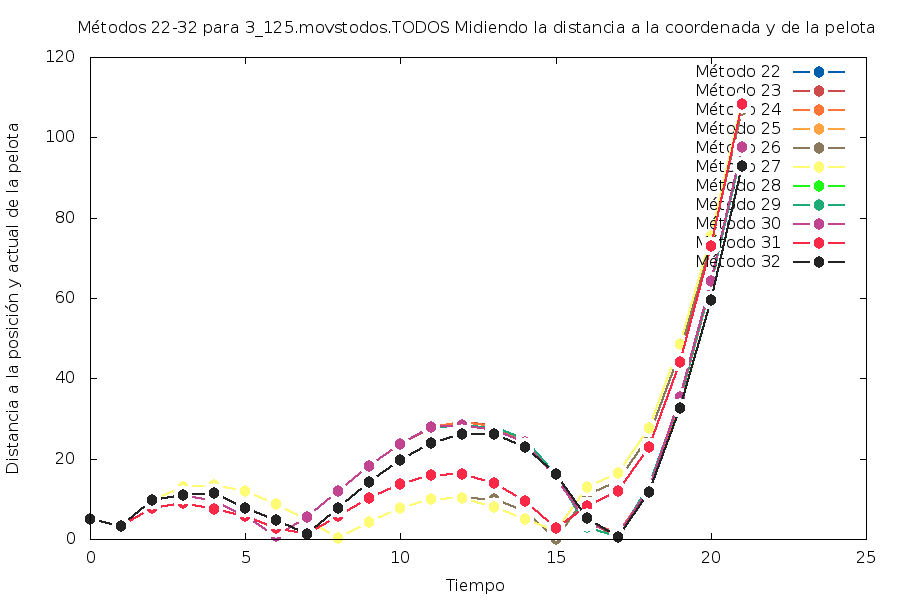 Métodos 22-32 para 3_125.movstodos.TODOS Midiendo la distancia a la coordenada y de la pelota
Distancia a la posición y actual de la pelota
120
100
80
60
40
20
0
0
5
10
15
20
25
Tiempo
Método 22
Método 23
Método 24
Método 25
Método 26
Método 27
Método 28
Método 29
Método 30
Método 31
Método 32